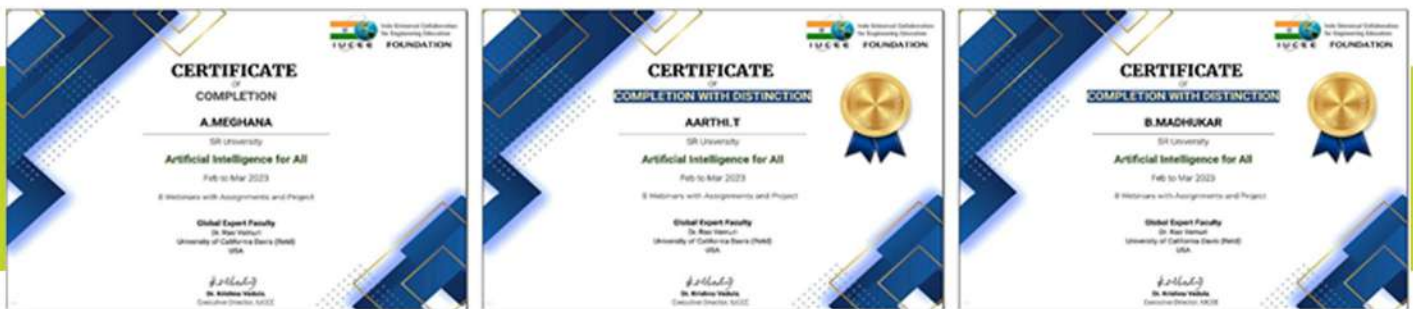 Indo Universal Collaboration
for Engineering Education
IUCEE FOUNDATION
CERTIFICATE
OF
COMPLETION
A.MEGHANA
SR University
Artificial Intelligence for All
Feb to Mar 2023
8 Webinars with Assignments and Project
Global Expert Faculty
Dr. Rao Vemuri
University of California Davis (Retd)
USA
Dr. Krishna Vedula
Executive Director, IUCEE
Indo Universal Collaboration
for Engineering Education
IUCEE FOUNDATION
CERTIFICATE
OF
COMPLETION WITH DISTINCTION
AARTHI.T
SR University
Artificial Intelligence for All
Feb to Mar 2023
8 Webinars with Assignments and Project
Global Expert Faculty
Dr. Rao Vemuri
University of California Davis (Retd)
USA
Dr. Krishna Vedula
Executive Director, IUCEE
Indo Universal Collaboration
for Engineering Education
IUCEE FOUNDATION
CERTIFICATE
OF
COMPLETION WITH DISTINCTION
B.MADHUKAR
SR University
Artificial Intelligence for All
Feb to Mar 2023
8 Webinars with Assignments and Project
Global Expert Faculty
Dr. Rao Vemuri
University of California Davis (Retd)
USA
Dr. Krishna Vedula
Executive Director, IUCEE